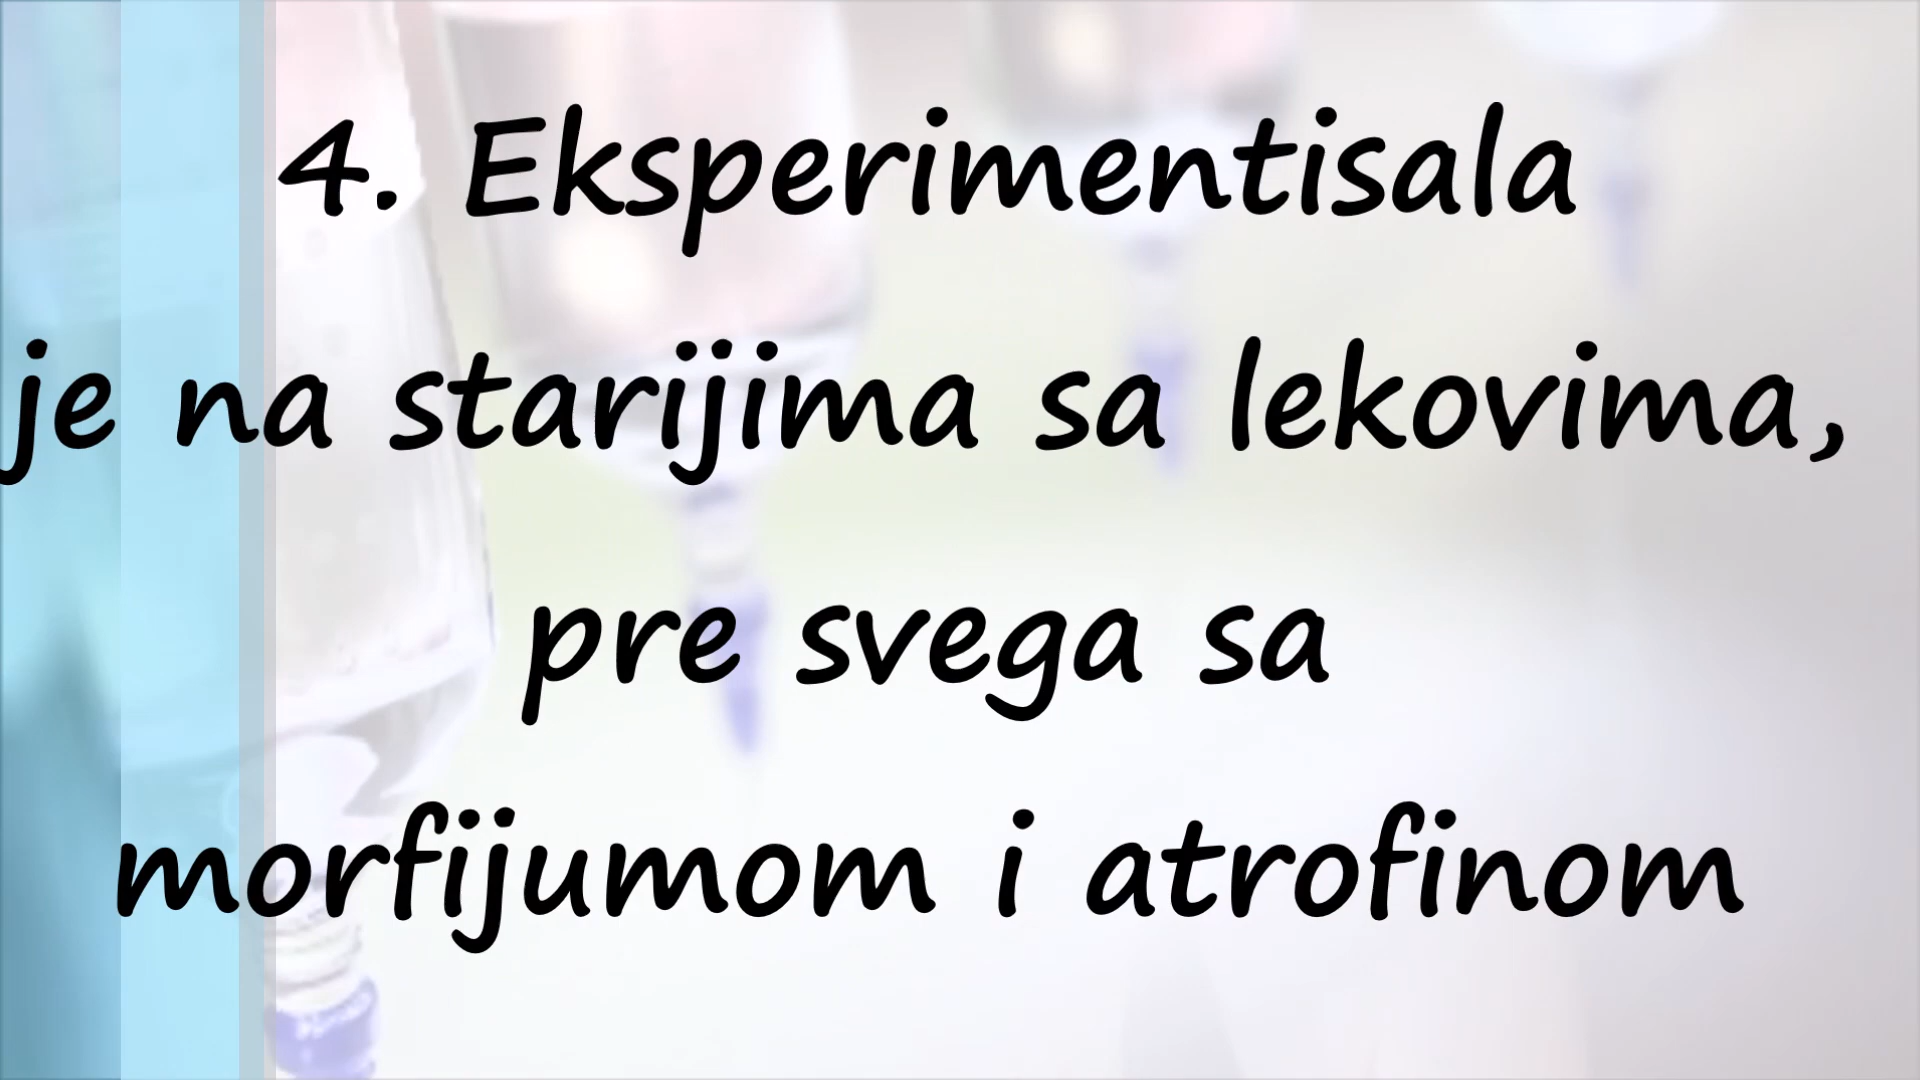 4. Eksperimentisala
je na starijima sa lekovima,
pre svega sa
morfijumom i atrofinom